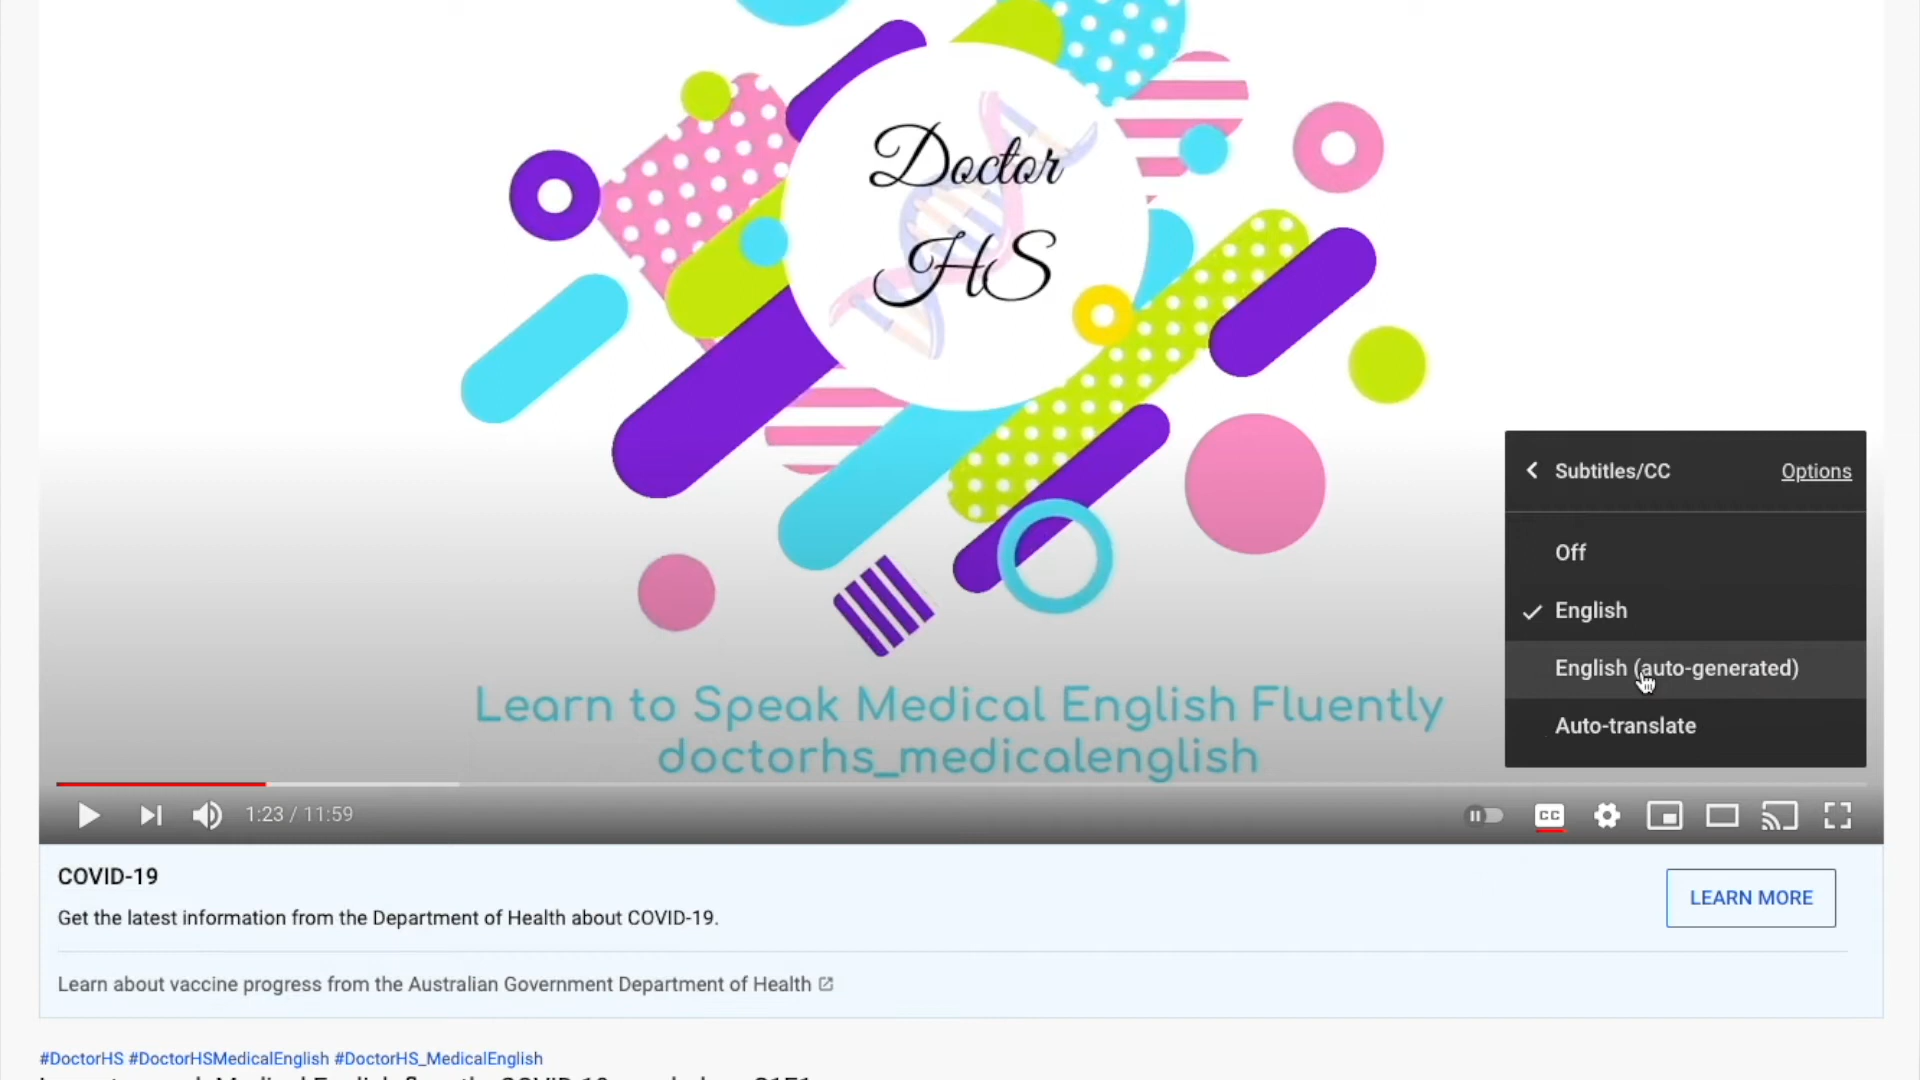 Doctor
HS
Subtitles/CC
Options
Off
English
English (auto-generated)
Auto-translate
Learn to Speak Medical English Fluently
doctorhs_medicalenglish
1:23 / 11:59
CC
COVID-19
Get the latest information from the Department of Health about COVID-19.
LEARN MORE
Learn about vaccine progress from the Australian Government Department of Health
#DoctorHS #DoctorHSMedicalEnglish #DoctorHS_MedicalEnglish